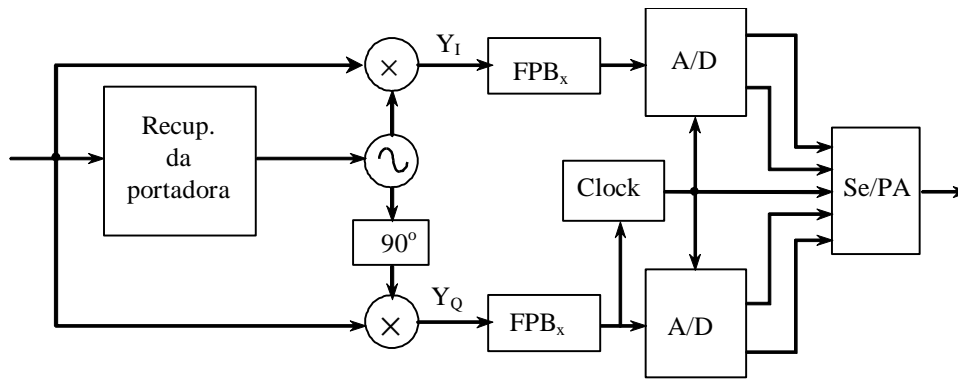 Y_I
FPB_x
A/D
×
Recup.
da
portadora
Clock
Se/PA
90°
Y_Q
×
FPB_x
A/D